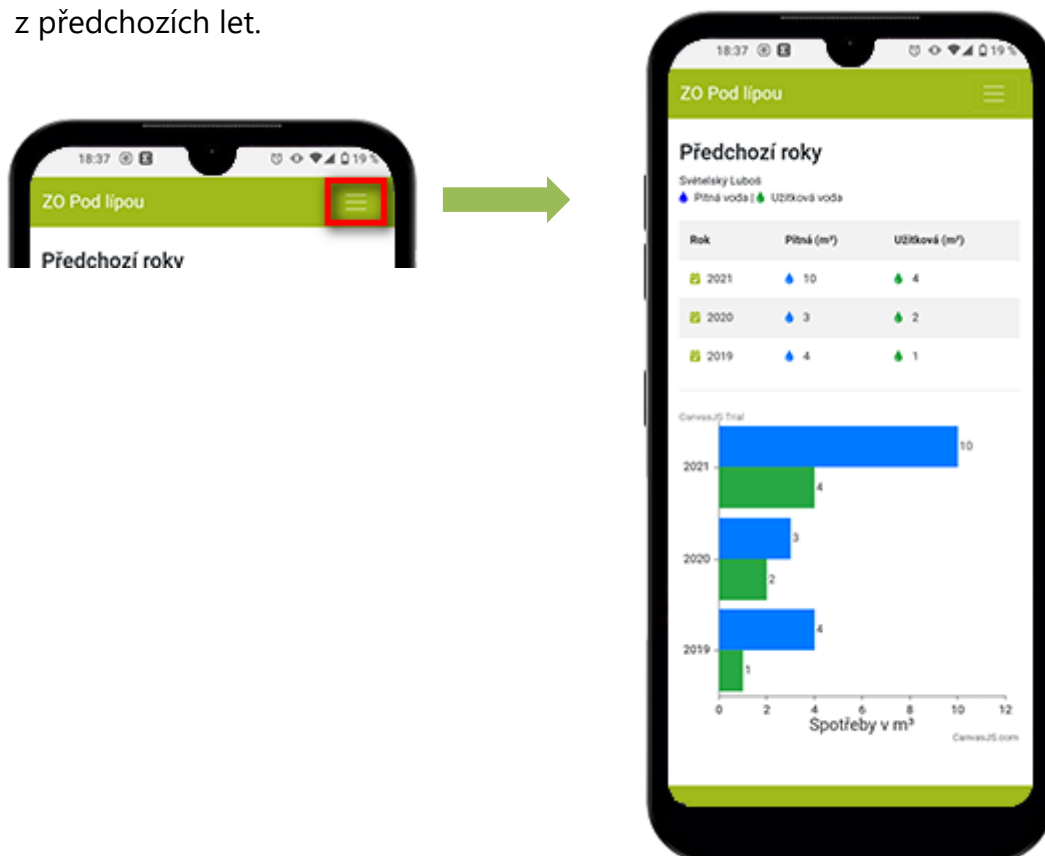 z předchozích let.
18:37 19 %
ZO Pod lípou
Předchozí roky
18:37 19 %
ZO Pod lípou
Předchozí roky
Světelský Luboš
Pitná voda | Užitková voda
Rok Pitná (m³) Užitková (m³)
2021 10 4
2020 3 2
2019 4 1
CanvasJS Trial
10
2021
4
3
2020
2
4
2019
1
0 2 4 6 8 10 12
Spotřeby v m³
CanvasJS.com